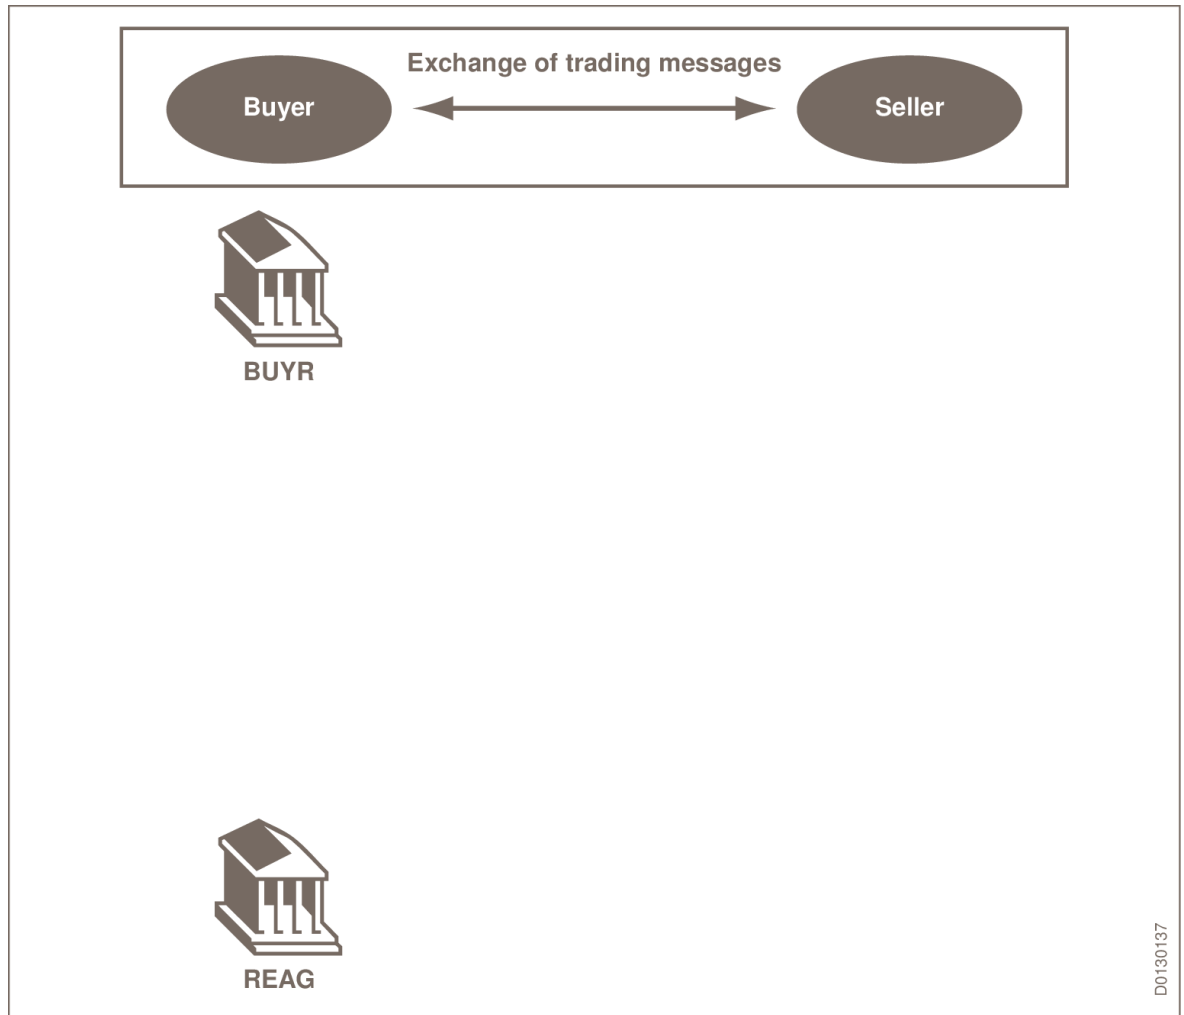 Exchange of trading messages
Buyer
Seller
BUYR
REAG
D0130137